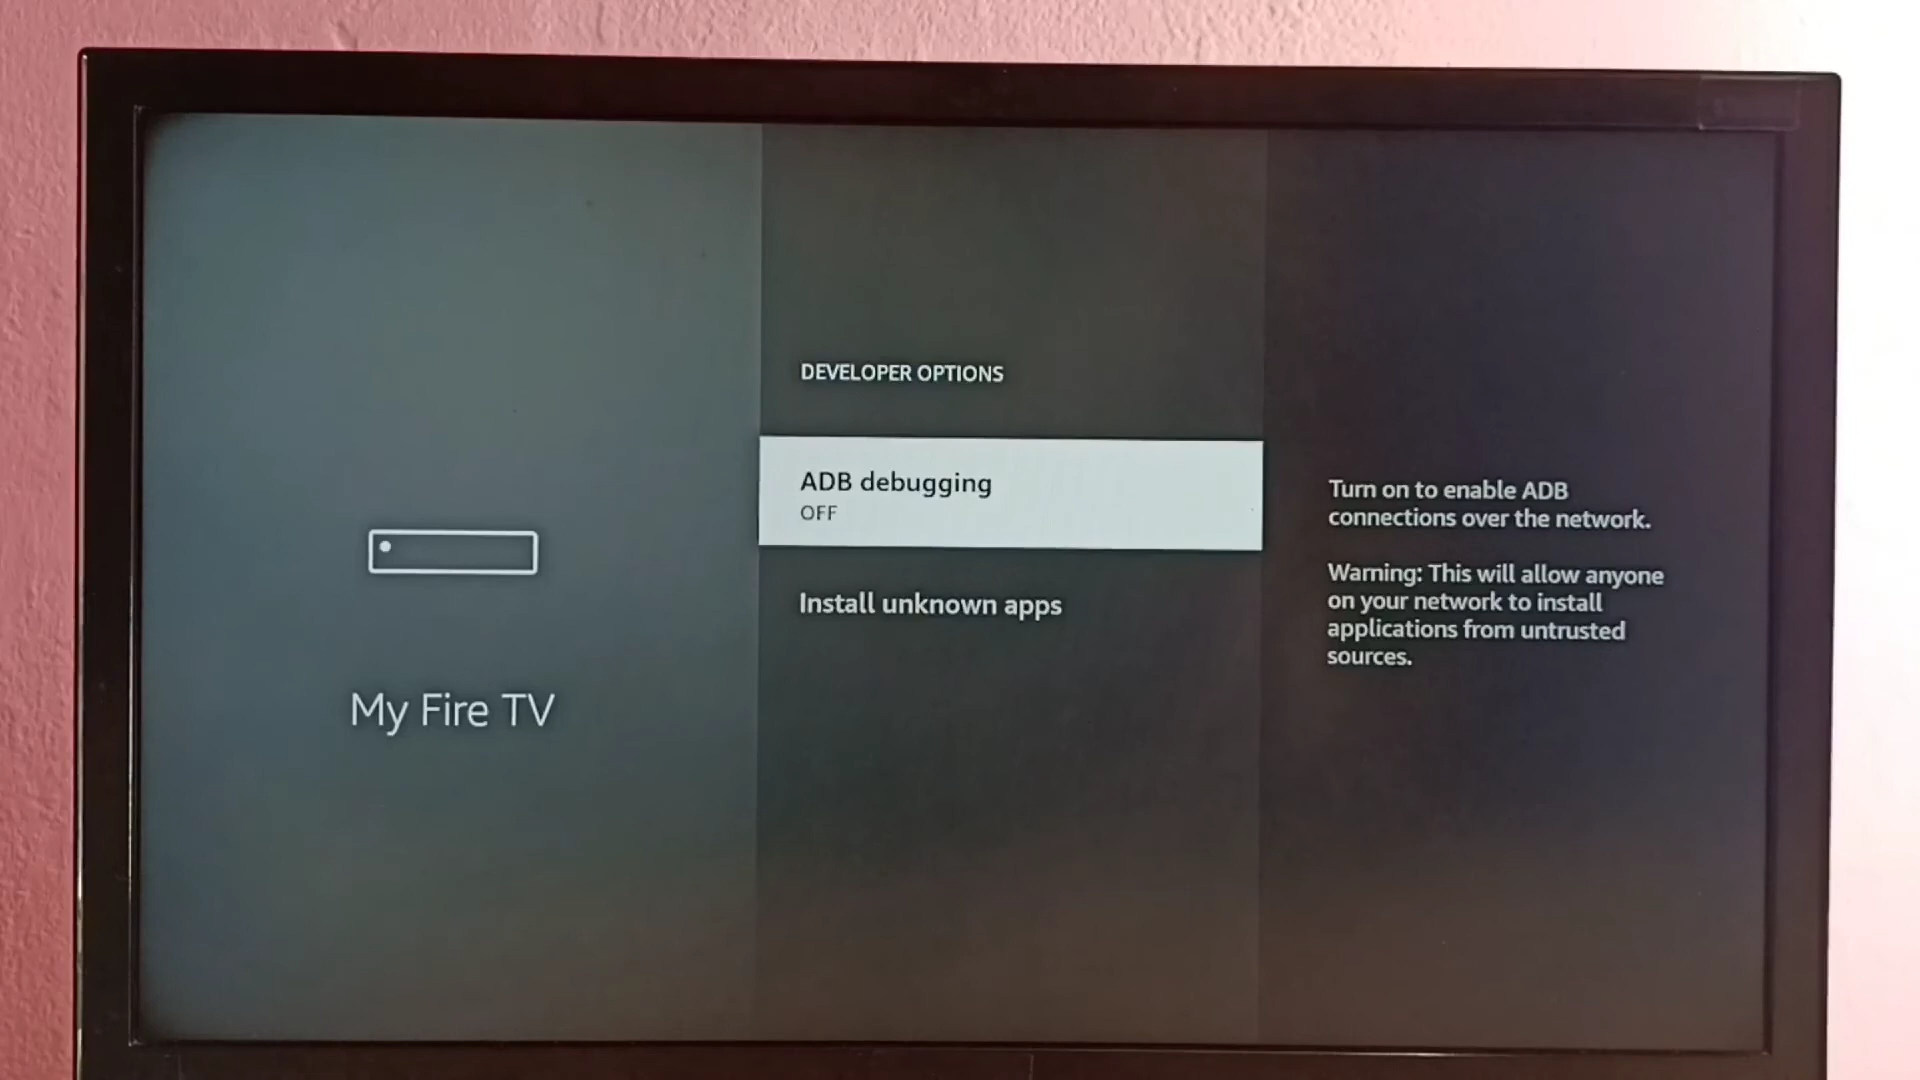 DEVELOPER OPTIONS
ADB debugging
OFF
Install unknown apps
My Fire TV
Turn on to enable ADB
connections over the network.
Warning: This will allow anyone
on your network to install
applications from untrusted
sources.